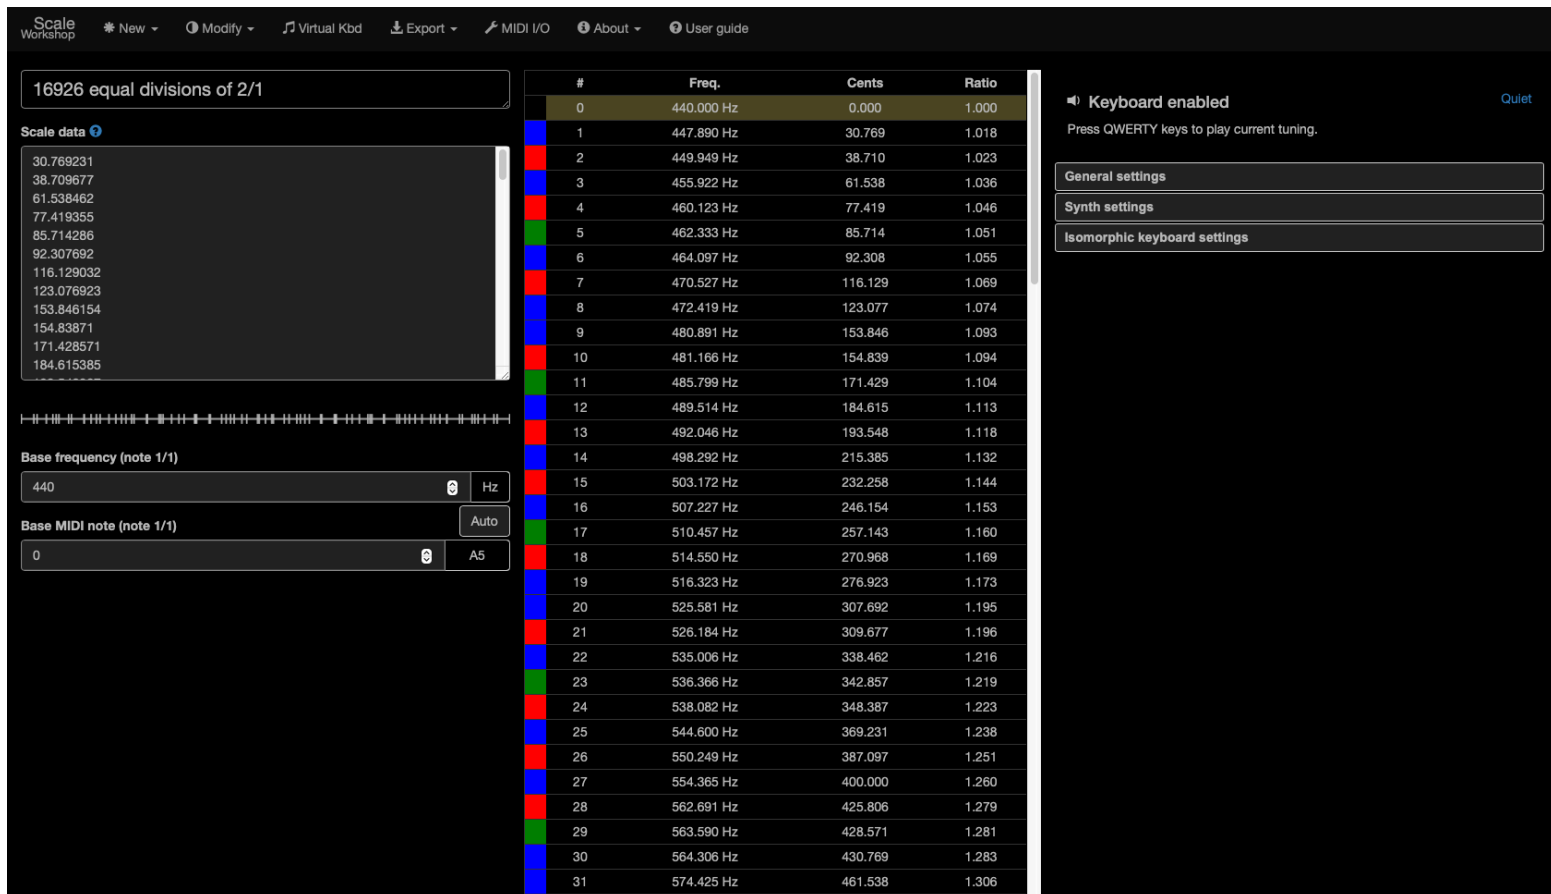 Scale Workshop New Modify Virtual Kbd Export MIDI I/O About User guide
16926 equal divisions of 2/1
Scale data
30.769231
38.709677
61.538462
77.419355
85.714286
92.307692
116.129032
123.076923
153.846154
154.83871
171.428571
184.615385
Base frequency (note 1/1)
440 Hz
Auto
Base MIDI note (note 1/1)
0 A5
# Freq. Cents Ratio
0 440.000 Hz 0.000 1.000
1 447.890 Hz 30.769 1.018
2 449.949 Hz 38.710 1.023
3 455.922 Hz 61.538 1.036
4 460.123 Hz 77.419 1.046
5 462.333 Hz 85.714 1.051
6 464.097 Hz 92.308 1.055
7 470.527 Hz 116.129 1.069
8 472.419 Hz 123.077 1.074
9 480.891 Hz 153.846 1.093
10 481.166 Hz 154.839 1.094
11 485.799 Hz 171.429 1.104
12 489.514 Hz 184.615 1.113
13 492.046 Hz 193.548 1.118
14 498.292 Hz 215.385 1.132
15 503.172 Hz 232.258 1.144
16 507.227 Hz 246.154 1.153
17 510.457 Hz 257.143 1.160
18 514.550 Hz 270.968 1.169
19 516.323 Hz 276.923 1.173
20 525.581 Hz 307.692 1.195
21 526.184 Hz 309.677 1.196
22 535.006 Hz 338.462 1.216
23 536.366 Hz 342.857 1.219
24 538.082 Hz 348.387 1.223
25 544.600 Hz 369.231 1.238
26 550.249 Hz 387.097 1.251
27 554.365 Hz 400.000 1.260
28 562.691 Hz 425.806 1.279
29 563.590 Hz 428.571 1.281
30 564.306 Hz 430.769 1.283
31 574.425 Hz 461.538 1.306
Keyboard enabled Quiet
Press QWERTY keys to play current tuning.
General settings
Synth settings
Isomorphic keyboard settings